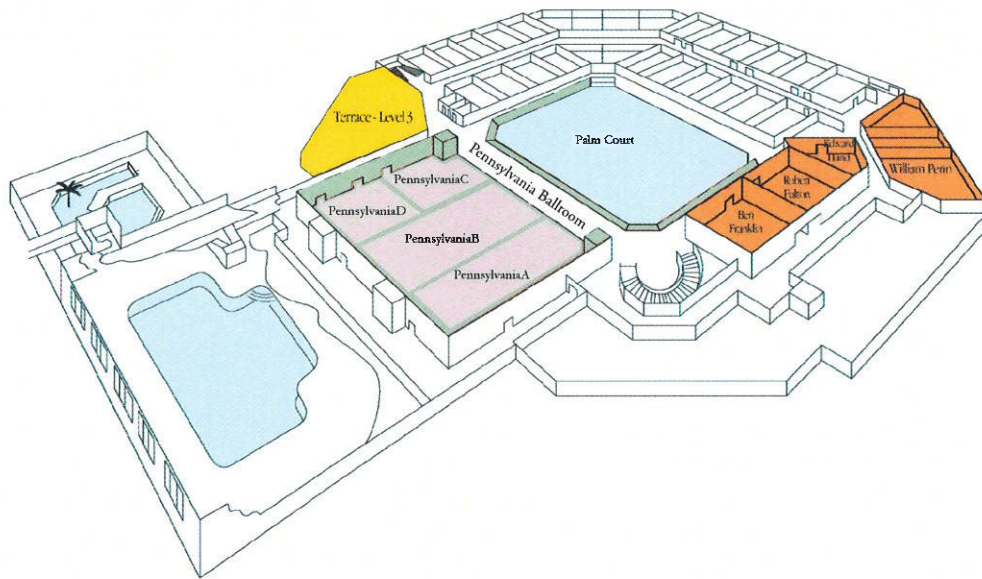 Terrace - Level 3
Palm Court
Pennsylvania Ballroom
PennsylvaniaC
PennsylvaniaD
PennsylvaniaB
PennsylvaniaA
Edward
Hand
William Penn
Robert
Fulton
Ben
Franklin